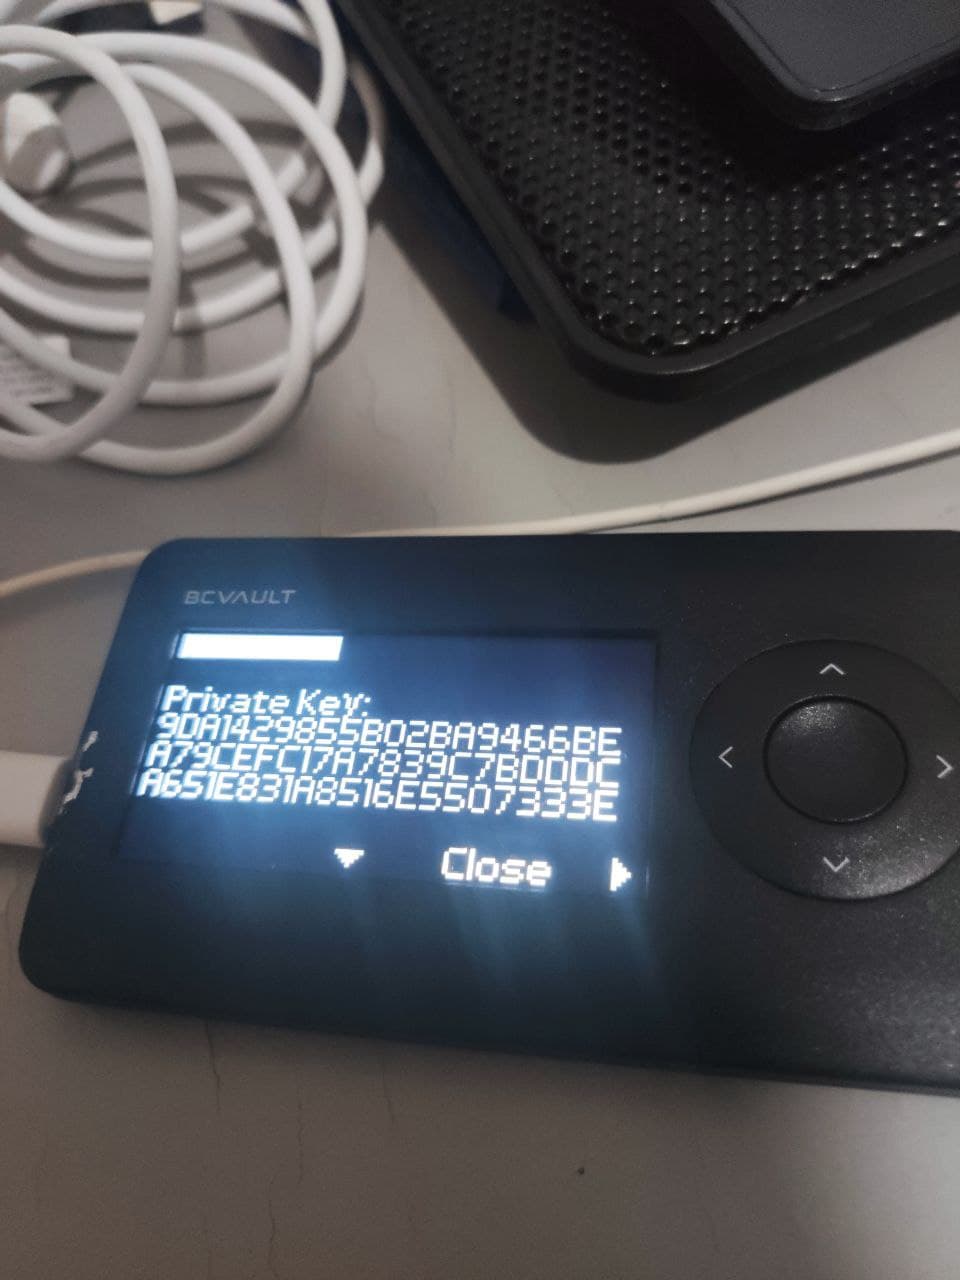 BCVAULT
Private Key:
9DA1429855B02BA9466BE
A79CEFC17A7839C7BDDDC
A651E831A8516E5507333E
Close